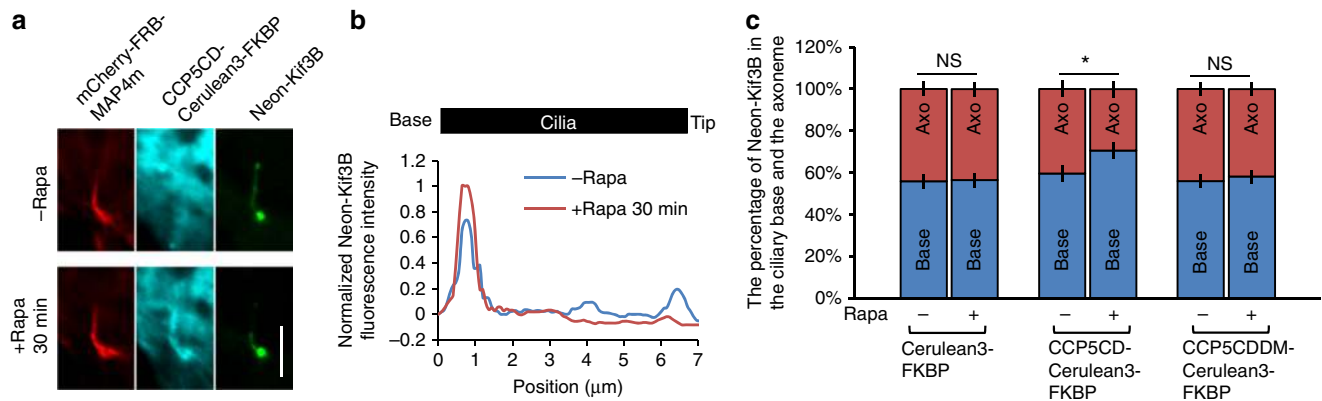 a
mCherry-FRB-
MAP4m
CCP5CD-
Cerulean3-FKBP
Neon-Kif3B
–Rapa
+Rapa
30 min
b
Base
Cilia
Tip
Normalized Neon-Kif3B
fluorescence intensity
1.2
1
0.8
0.6
0.4
0.2
0
–0.2
–Rapa
+Rapa 30 min
0 1 2 3 4 5 6 7
Position (μm)
c
The percentage of Neon-Kif3B in
the ciliary base and the axoneme
120%
100%
80%
60%
40%
20%
0%
NS
*
NS
Axo Axo Axo Axo Axo Axo
Base Base Base Base Base Base
Rapa – + – + – +
Cerulean3-
FKBP
CCP5CD-
Cerulean3-
FKBP
CCP5CDDM-
Cerulean3-
FKBP